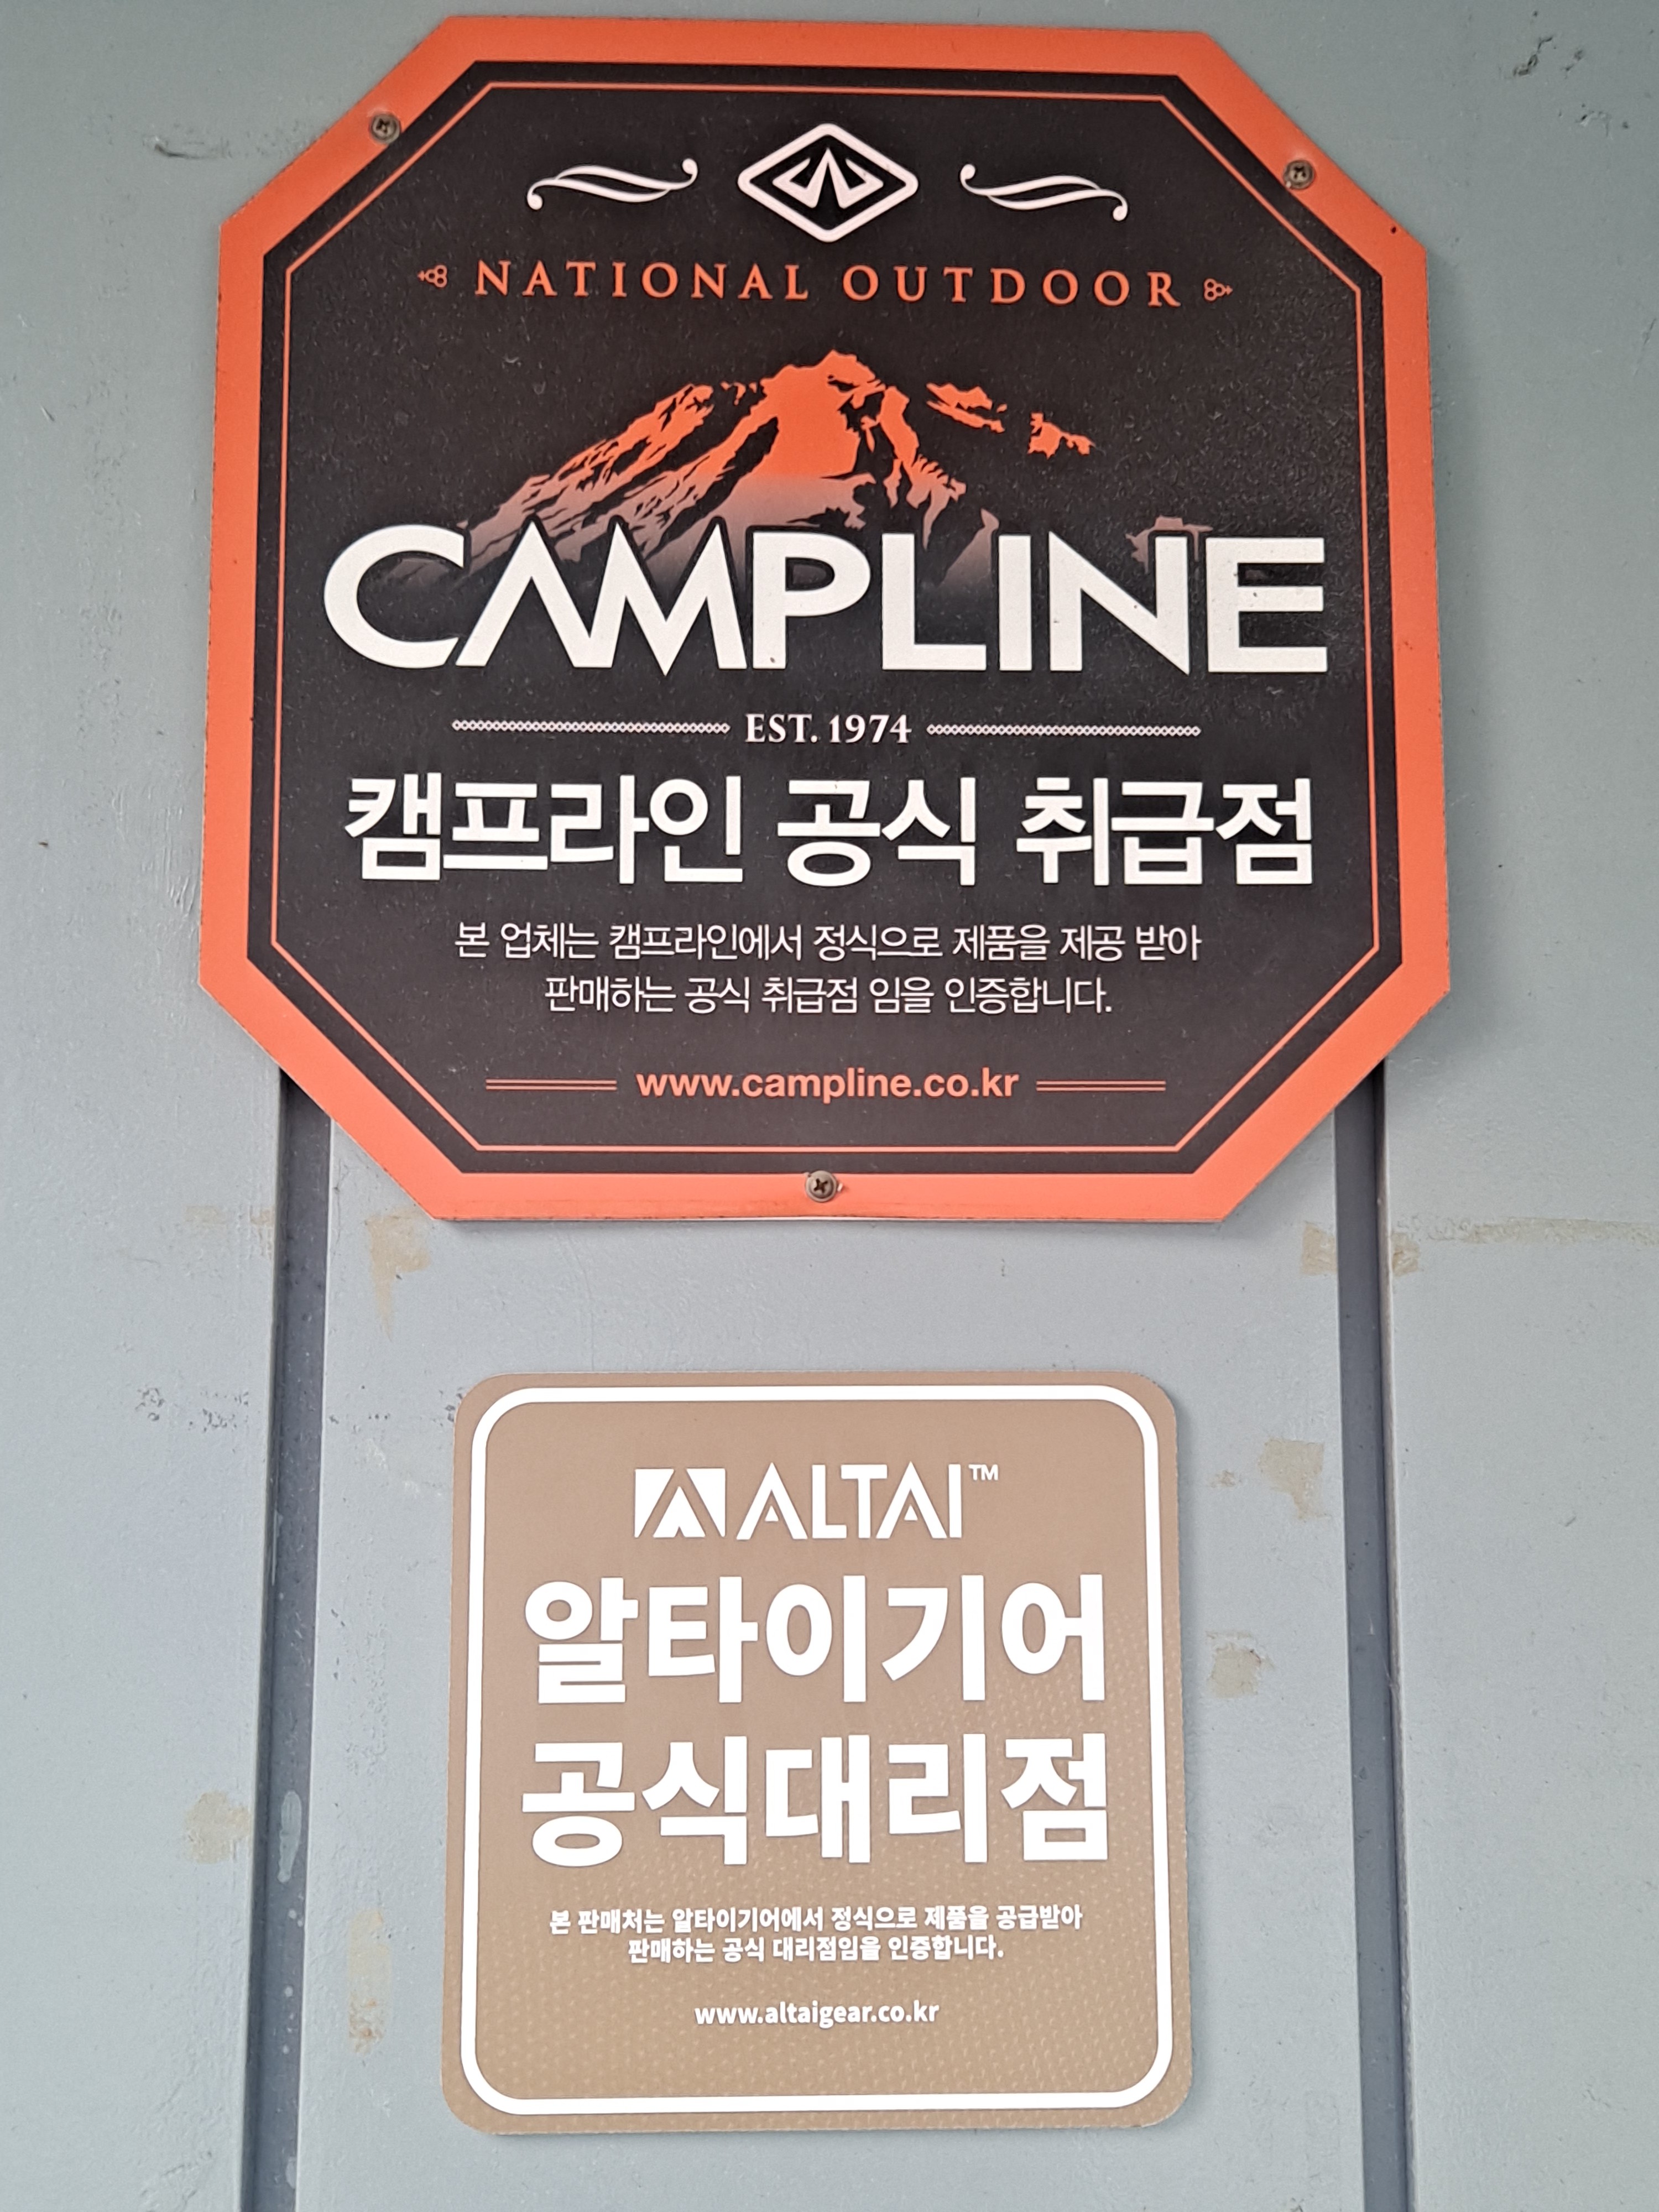 NATIONAL OUTDOOR
CAMPLINE
EST. 1974
캠프라인 공식 취급점
본 업체는 캠프라인에서 정식으로 제품을 제공 받아
판매하는 공식 취급점 임을 인증합니다.
www.campline.co.kr
ALTAI™
알타이기어
공식대리점
본 판매처는 알타이기어에서 정식으로 제품을 공급받아
판매하는 공식 대리점임을 인증합니다.
www.altaigear.co.kr